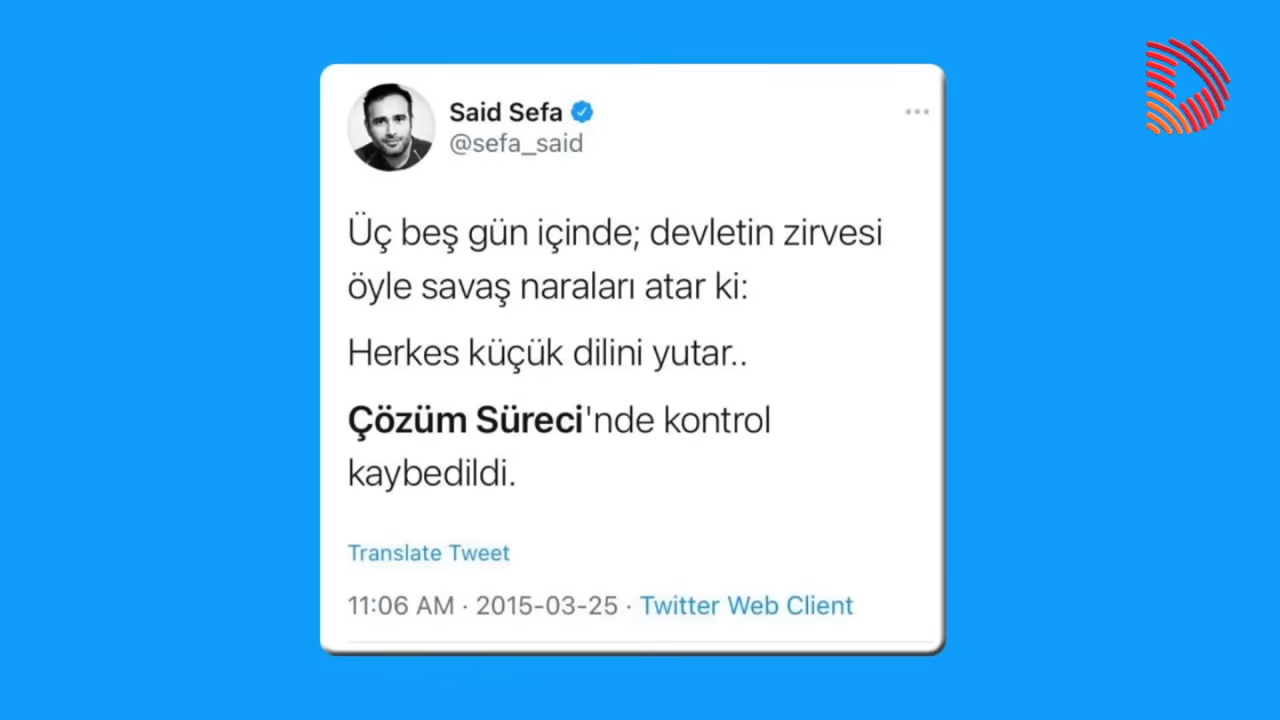 Said Sefa
@sefa_said
Üç beş gün içinde; devletin zirvesi
öyle savaş naraları atar ki:
Herkes küçük dilini yutar..
Çözüm Süreci'nde kontrol
kaybedildi.
Translate Tweet
11:06 AM · 2015-03-25 · Twitter Web Client